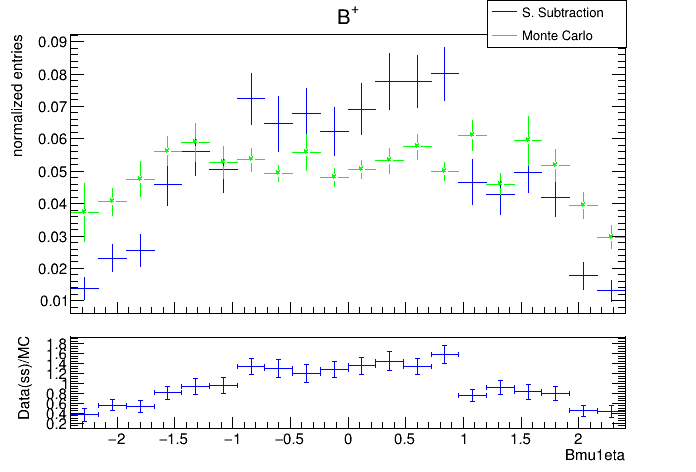 B⁺
S. Subtraction
Monte Carlo
normalized entries
0.09
0.08
0.07
0.06
0.05
0.04
0.03
0.02
0.01
Data(ss)/MC
1.8
1.6
1.4
1.2
1
0.8
0.6
0.4
0.2
−2 −1.5 −1 −0.5 0 0.5 1 1.5 2
Bmu1eta